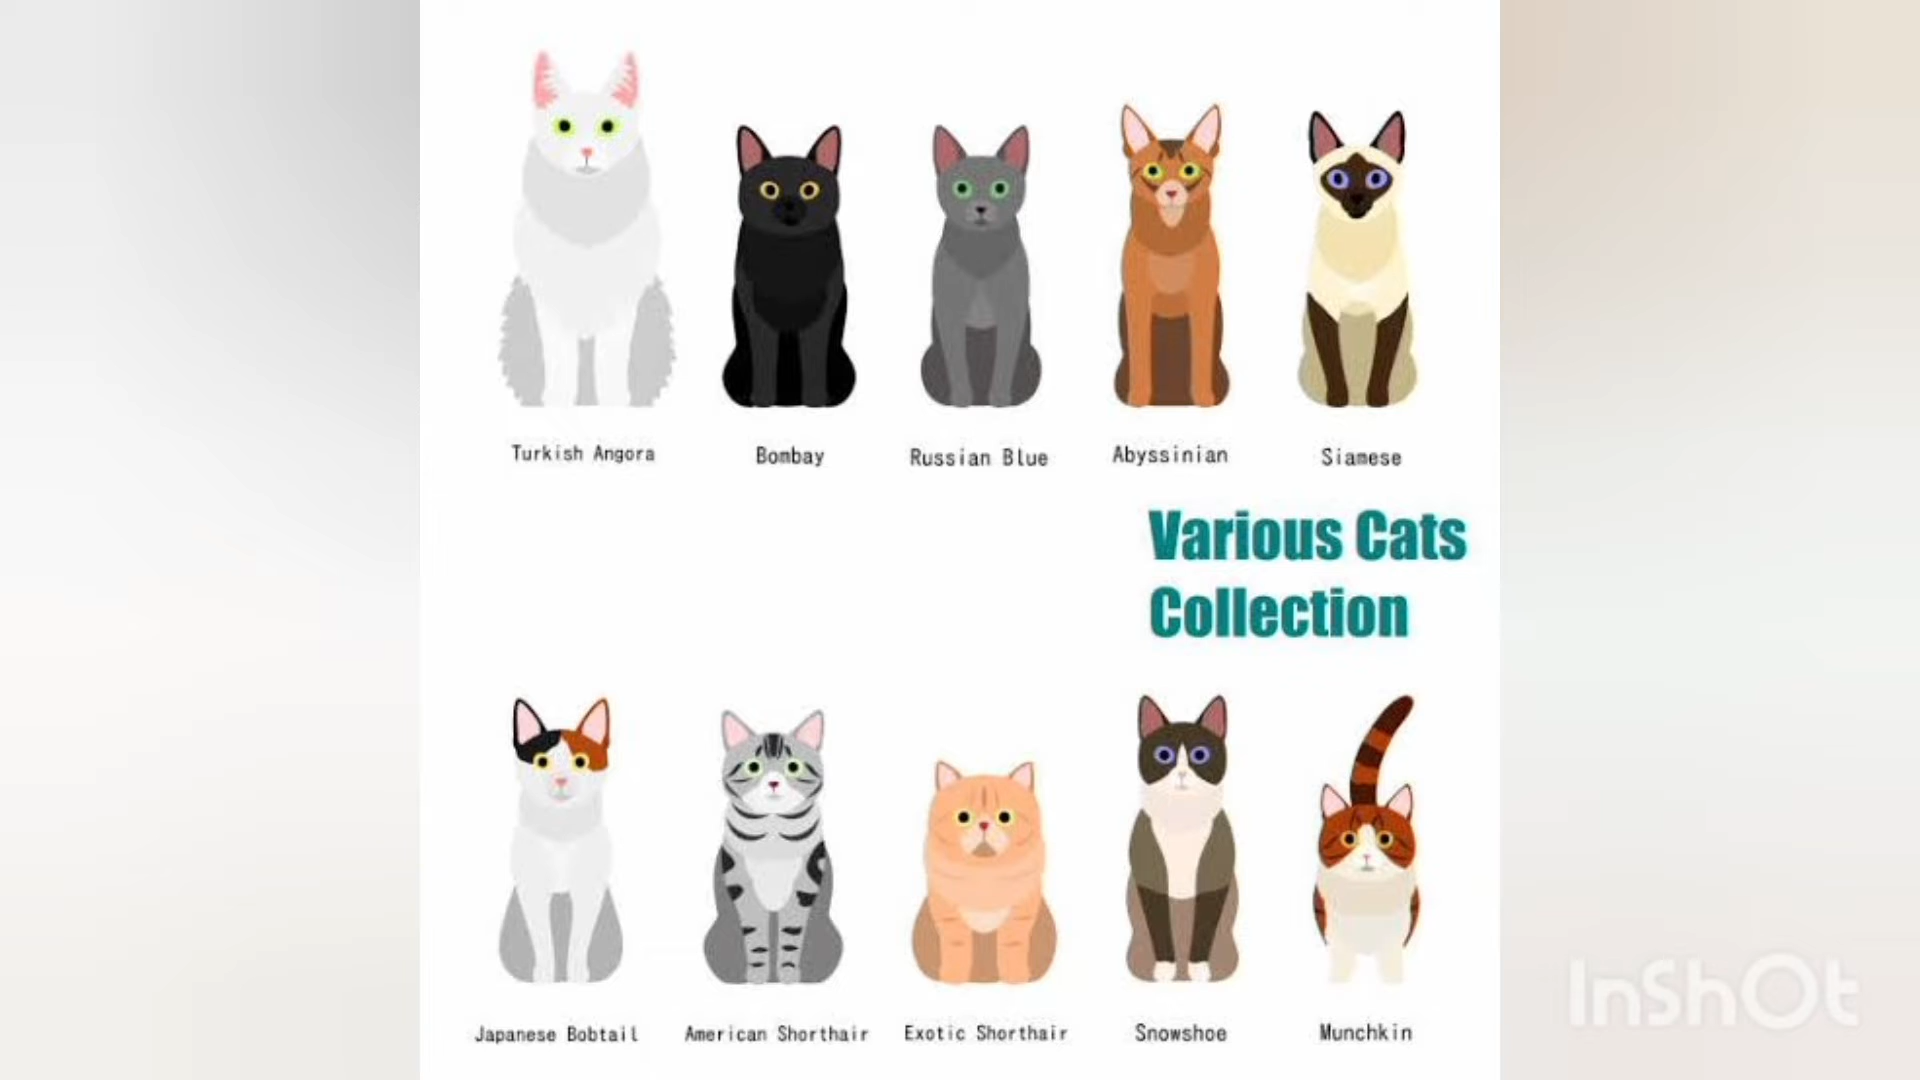 Turkish Angora
Bombay
Russian Blue
Abyssinian
Siamese
Various Cats
Collection
Japanese Bobtail
American Shorthair
Exotic Shorthair
Snowshoe
Munchkin
InShOt